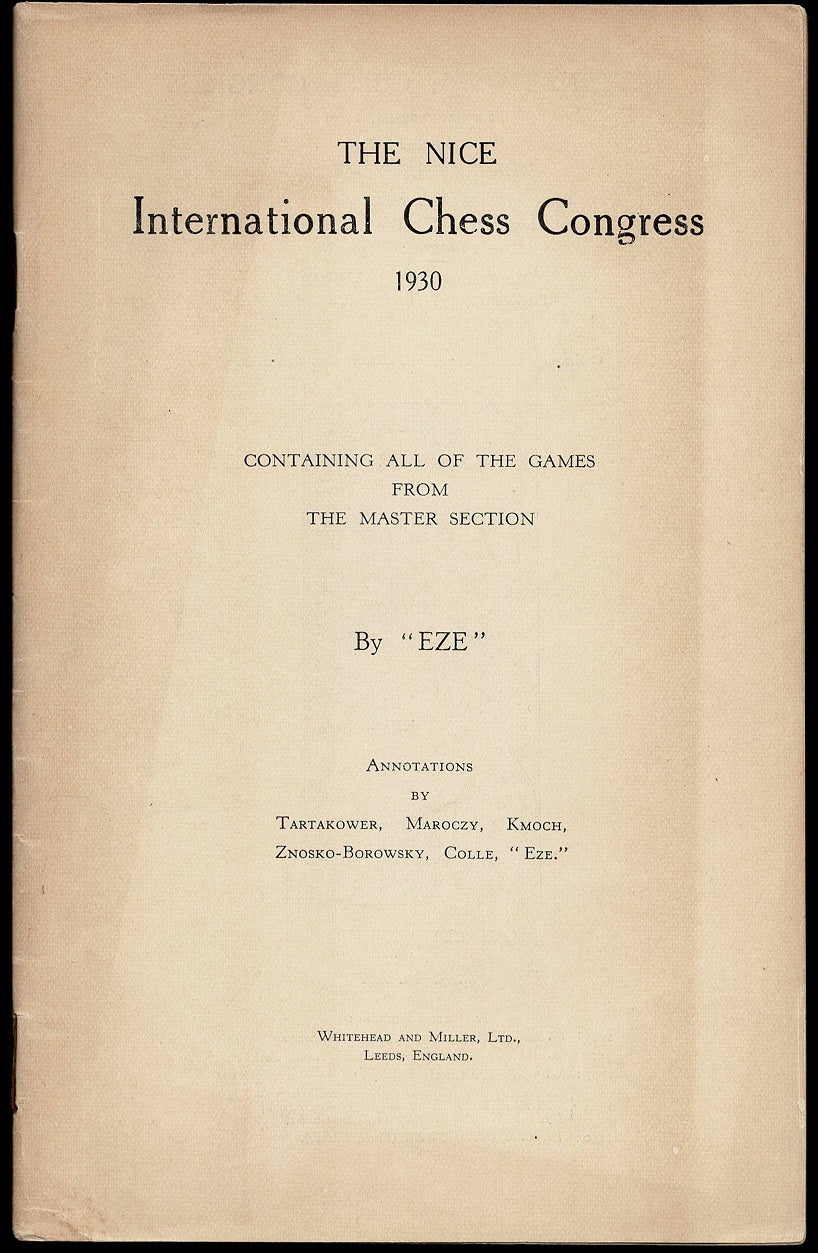 THE NICE
International Chess Congress
1930
CONTAINING ALL OF THE GAMES
FROM
THE MASTER SECTION
By "EZE"
ANNOTATIONS
BY
TARTAKOWER, MAROCZY, KMOCH,
ZNOSKO-BOROWSKY, COLLE, "EZE."
WHITEHEAD AND MILLER, LTD.,
LEEDS, ENGLAND.